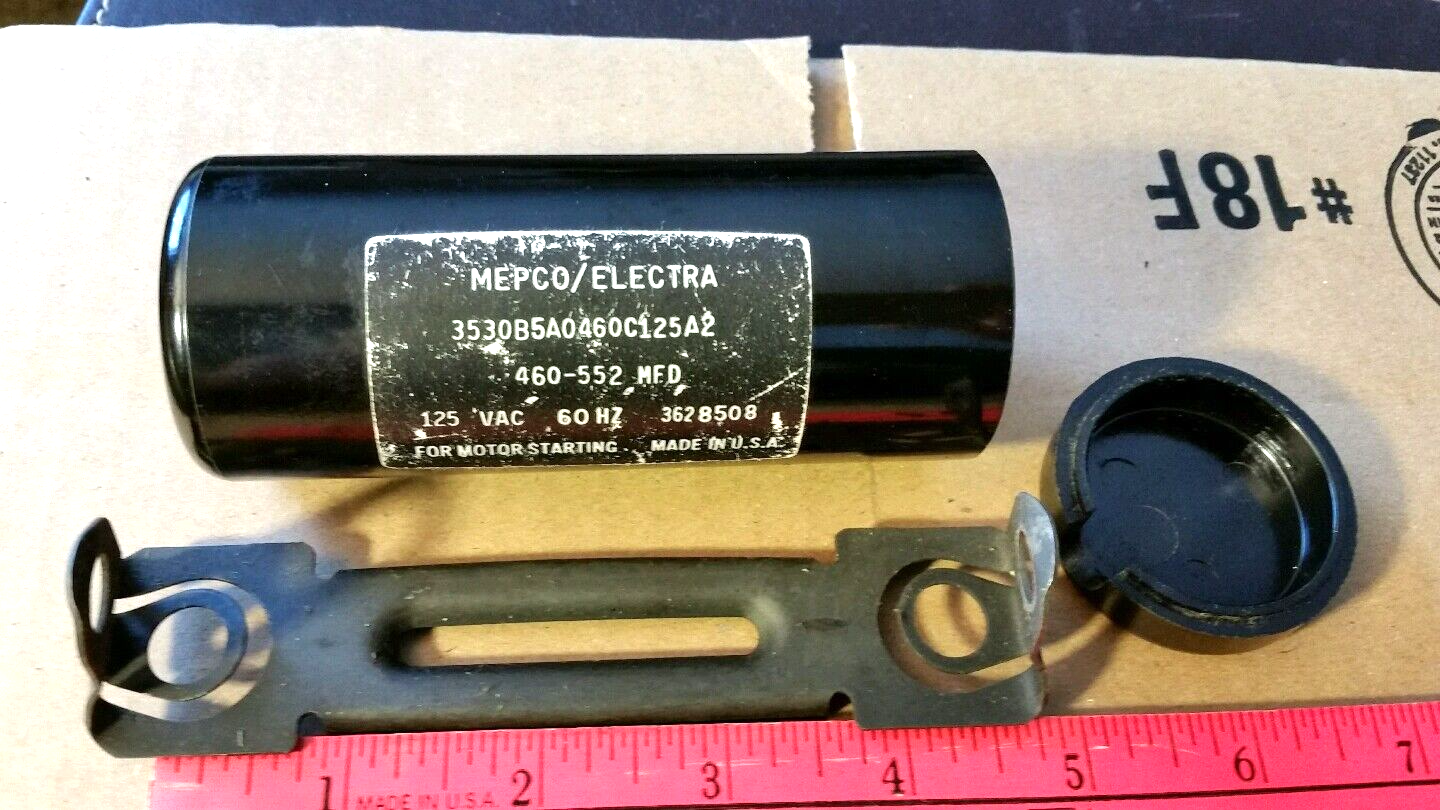 MEPCO/ELECTRA
3530B5A0460C125A2
460-552 MFD
125 VAC 60 HZ 3628508
FOR MOTOR STARTING MADE IN U.S.A.
#18F
1 MADE IN U.S.A. 2 3 4 5 6 7